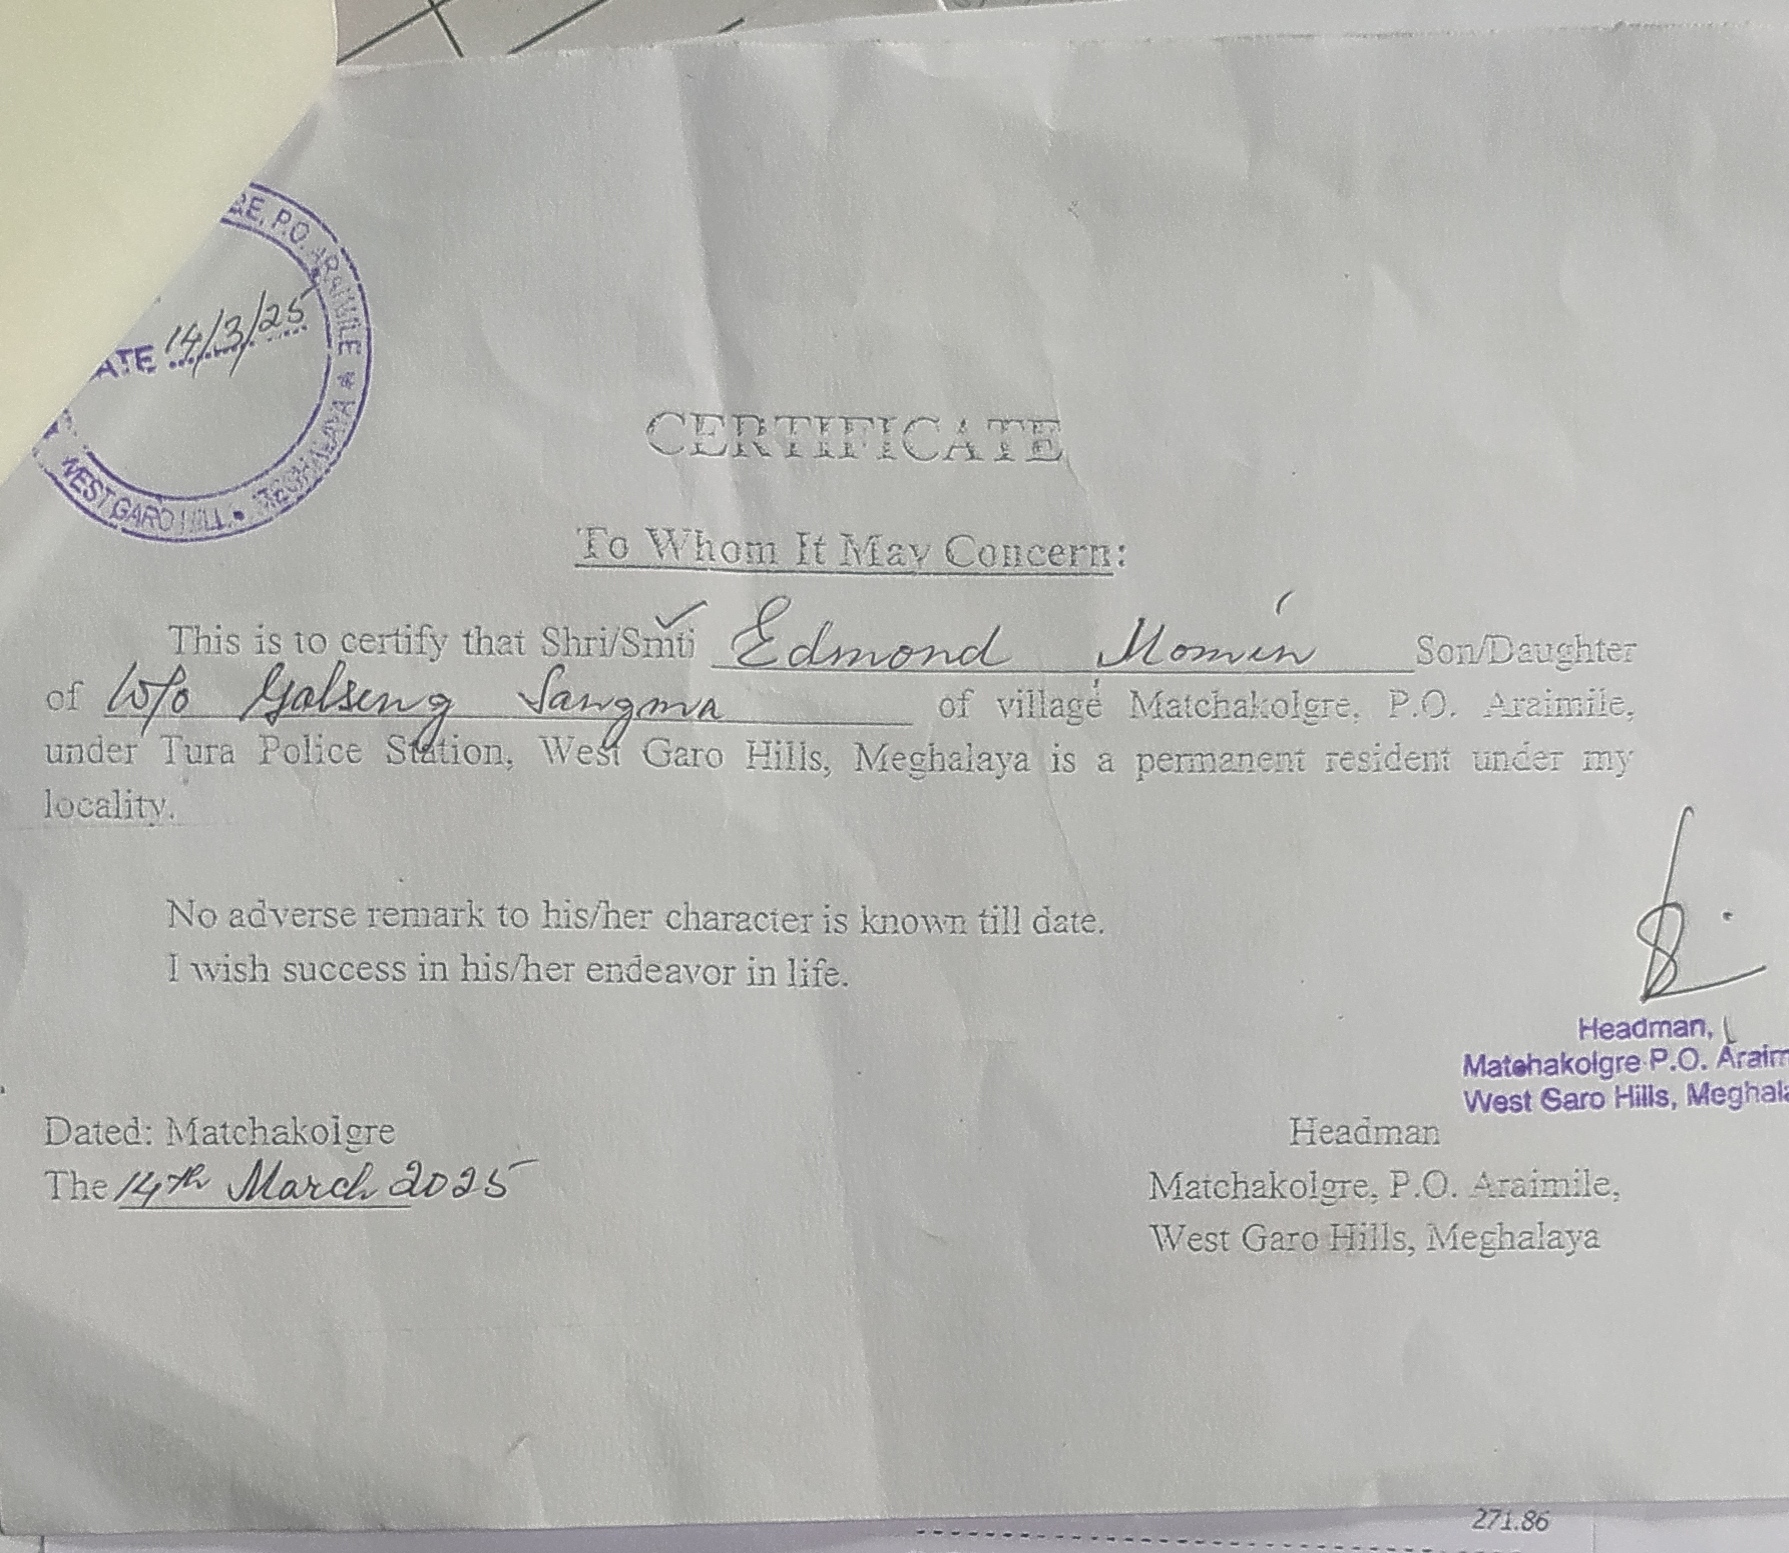 RE, P.O. ARAIMILE * MEGHALAYA
ATE 14/3/25
WEST GARO HILL •
CERTIFICATE
To Whom It May Concern:
This is to certify that Shri/Smti Edmond Momin Son/Daughter
of W/o Galseng Sangma of village Matchakolgre, P.O. Araimile,
under Tura Police Station, West Garo Hills, Meghalaya is a permanent resident under my
locality.
No adverse remark to his/her character is known till date.
I wish success in his/her endeavor in life.
Headman,
Matchakolgre P.O. Araim
West Garo Hills, Meghala
Dated: Matchakolgre
The 14th March 2025
Headman
Matchakolgre, P.O. Araimile,
West Garo Hills, Meghalaya
271.86